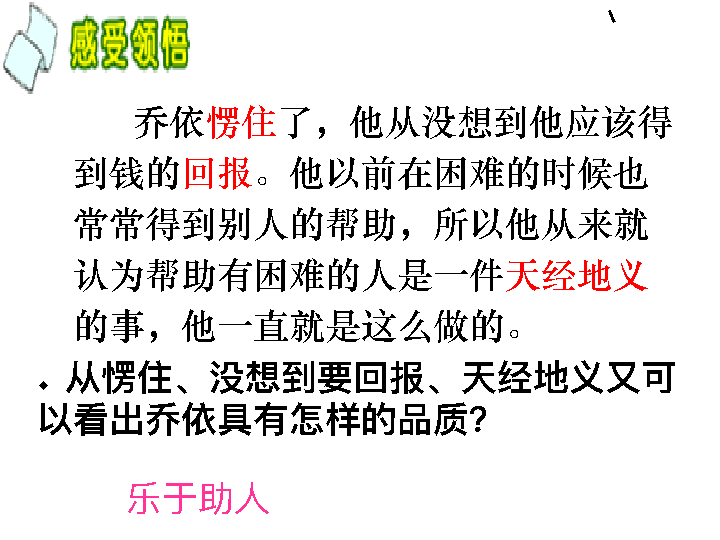 感受领悟
乔依愣住了，他从没想到他应该得
到钱的回报。他以前在困难的时候也
常常得到别人的帮助，所以他从来就
认为帮助有困难的人是一件天经地义
的事，他一直就是这么做的。
从愣住、没想到要回报、天经地义又可
以看出乔依具有怎样的品质？
乐于助人